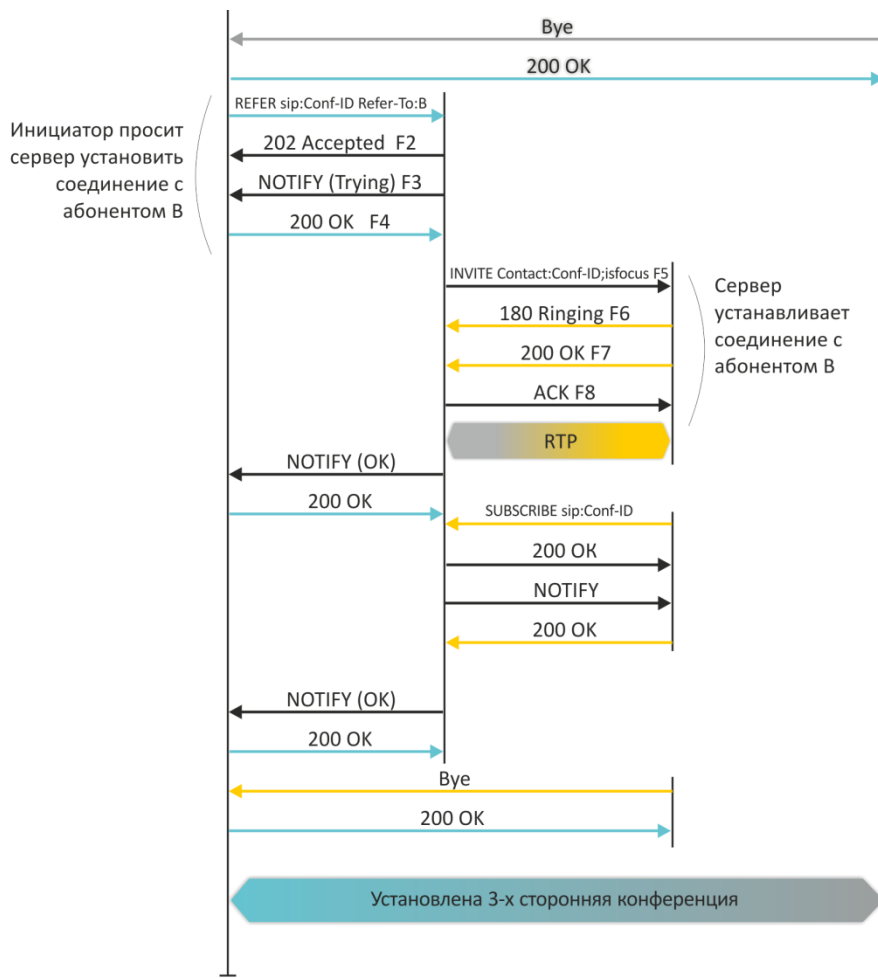 Bye
200 OK
REFER sip:Conf-ID Refer-To:B
Инициатор просит
сервер установить
соединение с
абонентом B
202 Accepted F2
NOTIFY (Trying) F3
200 OK F4
INVITE Contact:Conf-ID;isfocus F5
180 Ringing F6
200 OK F7
ACK F8
Сервер
устанавливает
соединение с
абонентом B
RTP
NOTIFY (OK)
200 OK
SUBSCRIBE sip:Conf-ID
200 OK
NOTIFY
200 OK
NOTIFY (OK)
200 OK
Bye
200 OK
Установлена 3-х сторонняя конференция